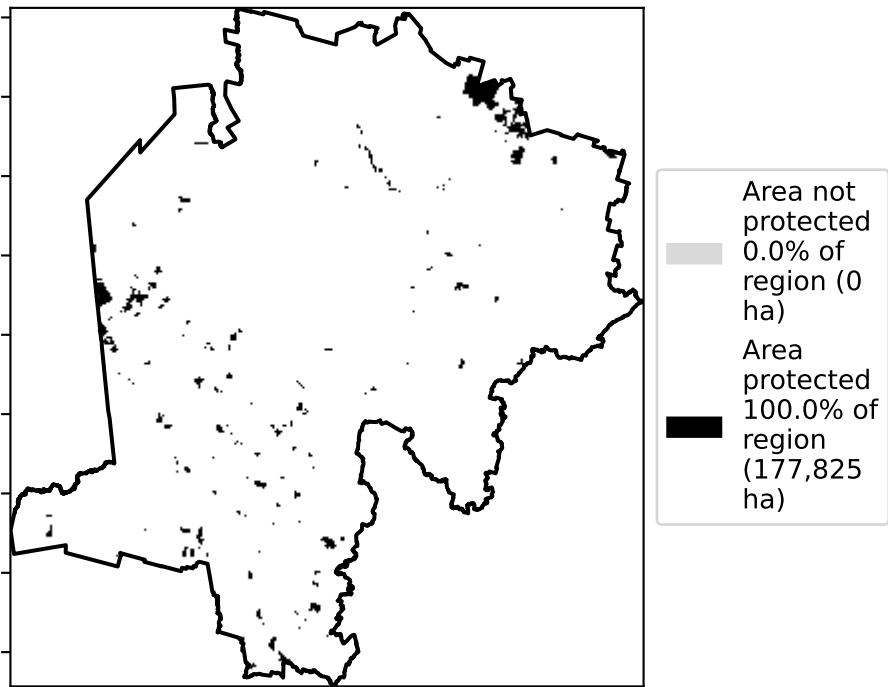 Area not
protected
0.0% of
region (0
ha)
Area
protected
100.0% of
region
(177,825
ha)